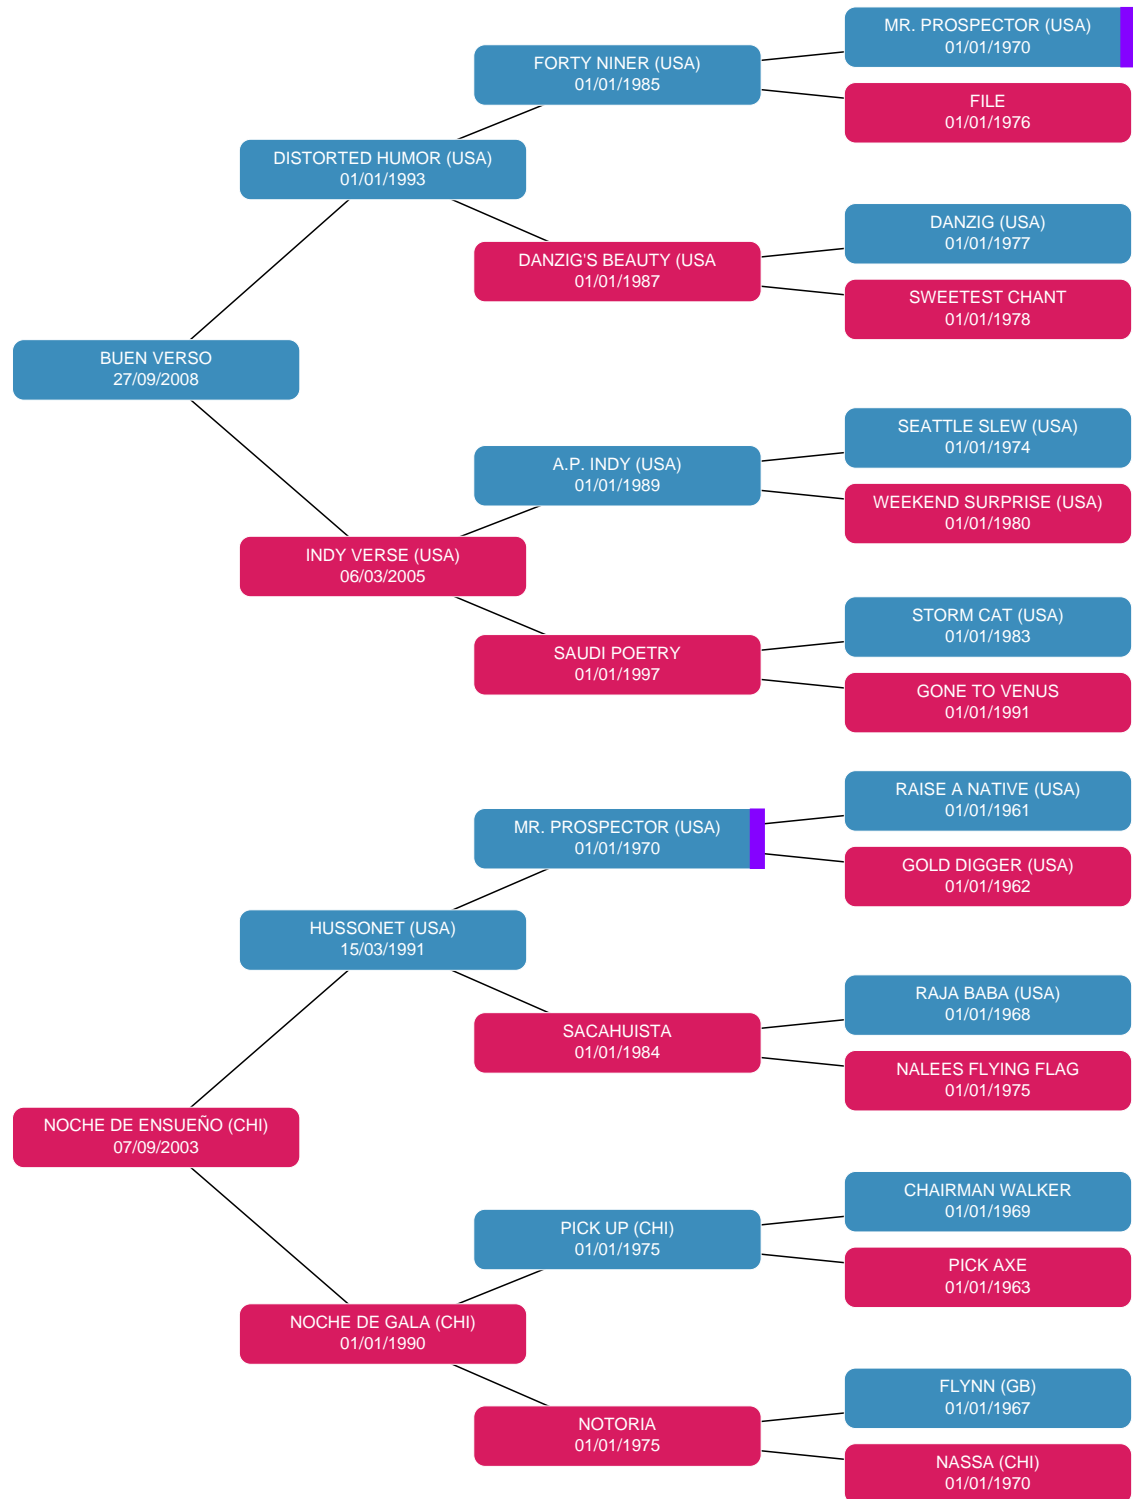 MR. PROSPECTOR (USA)
01/01/1970
FORTY NINER (USA)
01/01/1985
FILE
01/01/1976
DISTORTED HUMOR (USA)
01/01/1993
DANZIG (USA)
01/01/1977
DANZIG'S BEAUTY (USA
01/01/1987
SWEETEST CHANT
01/01/1978
BUEN VERSO
27/09/2008
SEATTLE SLEW (USA)
01/01/1974
A.P. INDY (USA)
01/01/1989
WEEKEND SURPRISE (USA)
01/01/1980
INDY VERSE (USA)
06/03/2005
STORM CAT (USA)
01/01/1983
SAUDI POETRY
01/01/1997
GONE TO VENUS
01/01/1991
RAISE A NATIVE (USA)
01/01/1961
MR. PROSPECTOR (USA)
01/01/1970
GOLD DIGGER (USA)
01/01/1962
HUSSONET (USA)
15/03/1991
RAJA BABA (USA)
01/01/1968
SACAHUISTA
01/01/1984
NALEES FLYING FLAG
01/01/1975
NOCHE DE ENSUEÑO (CHI)
07/09/2003
CHAIRMAN WALKER
01/01/1969
PICK UP (CHI)
01/01/1975
PICK AXE
01/01/1963
NOCHE DE GALA (CHI)
01/01/1990
FLYNN (GB)
01/01/1967
NOTORIA
01/01/1975
NASSA (CHI)
01/01/1970